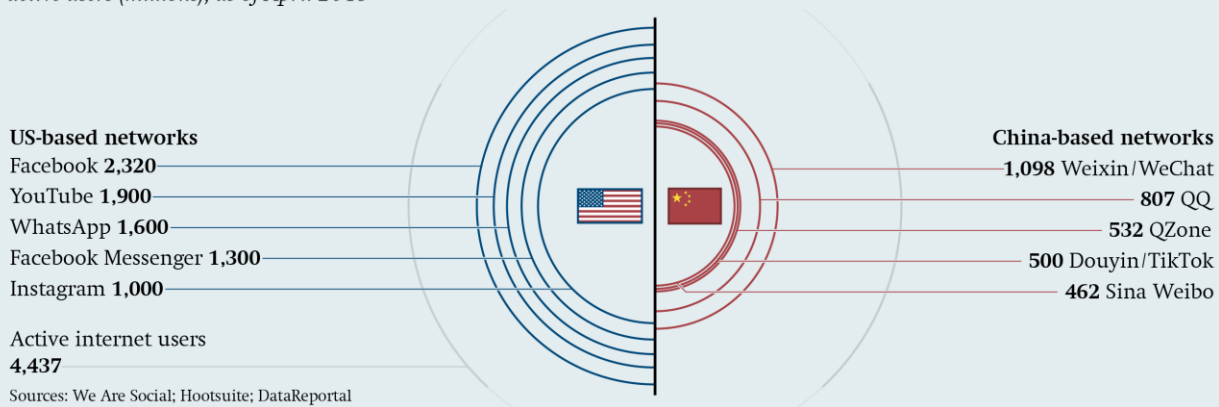 US-based networks
Facebook 2,320
YouTube 1,900
WhatsApp 1,600
Facebook Messenger 1,300
Instagram 1,000
Active internet users
4,437
Sources: We Are Social; Hootsuite; DataReportal
China-based networks
1,098 Weixin/WeChat
807 QQ
532 QZone
500 Douyin/TikTok
462 Sina Weibo